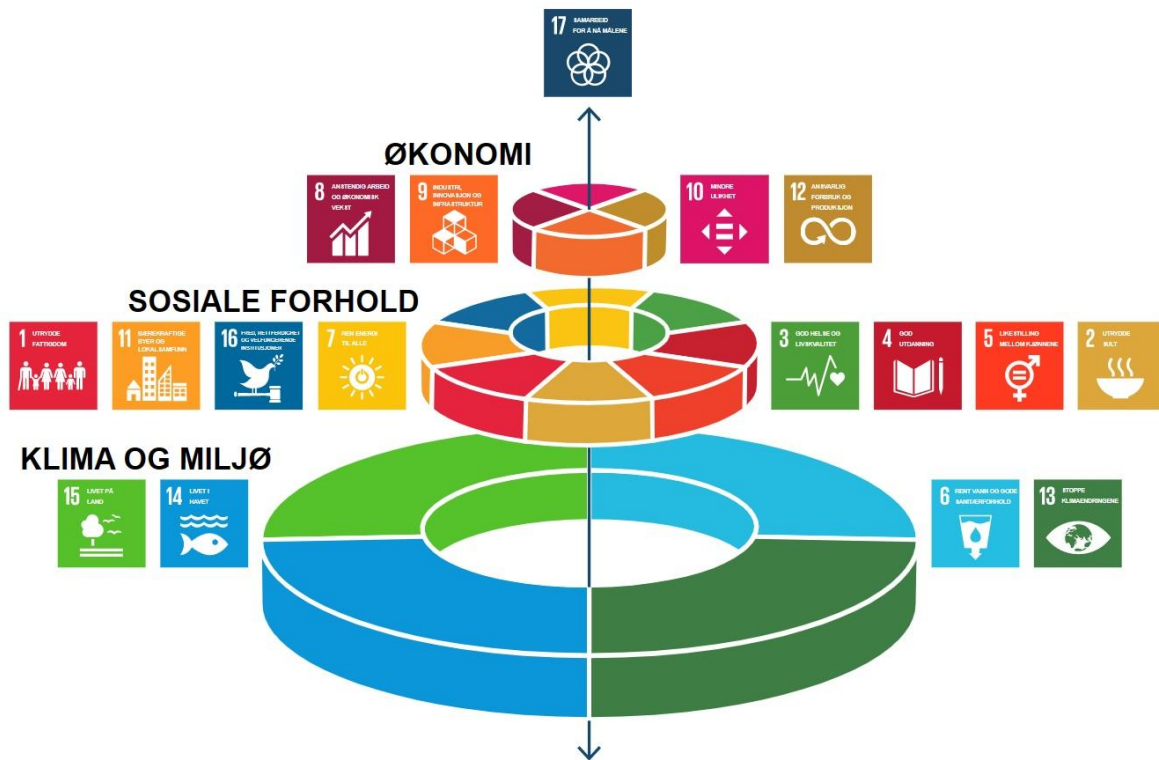 17 SAMARBEID
FOR Å NÅ MÅLENE
ØKONOMI
8 ANSTENDIG ARBEID
OG ØKONOMISK
VEKST
9 INDUSTRI,
INNOVASJON OG
INFRASTRUKTUR
10 MINDRE
ULIKHET
12 ANSVARLIG
FORBRUK OG
PRODUKSJON
SOSIALE FORHOLD
1 UTRYDDE
FATTIGDOM
11 BÆREKRAFTIGE
BYER OG
LOKALSAMFUNN
16 FRED, RETTFERDIGHET
OG VELFUNGERENDE
INSTITUSJONER
7 REN ENERGI
TIL ALLE
3 GOD HELSE OG
LIVSKVALITET
4 GOD
UTDANNING
5 LIKESTILLING
MELLOM KJØNNENE
2 UTRYDDE
SULT
KLIMA OG MILJØ
15 LIVET PÅ
LAND
14 LIVET I
HAVET
6 RENT VANN OG GODE
SANITÆRFORHOLD
13 STOPPE
KLIMAENDRINGENE